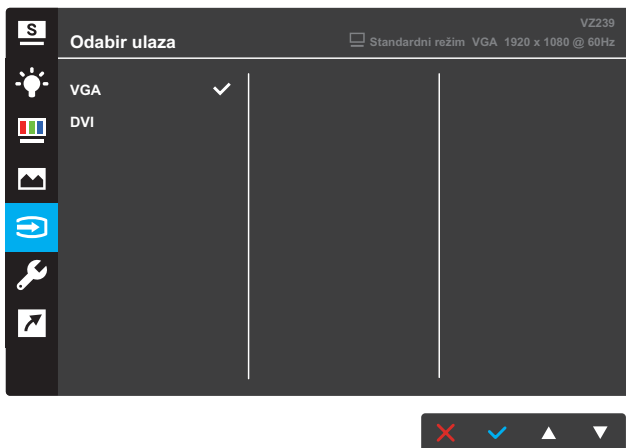 S
VZ239
Odabir ulaza
Standardni režim VGA 1920 x 1080 @ 60Hz
VGA
DVI